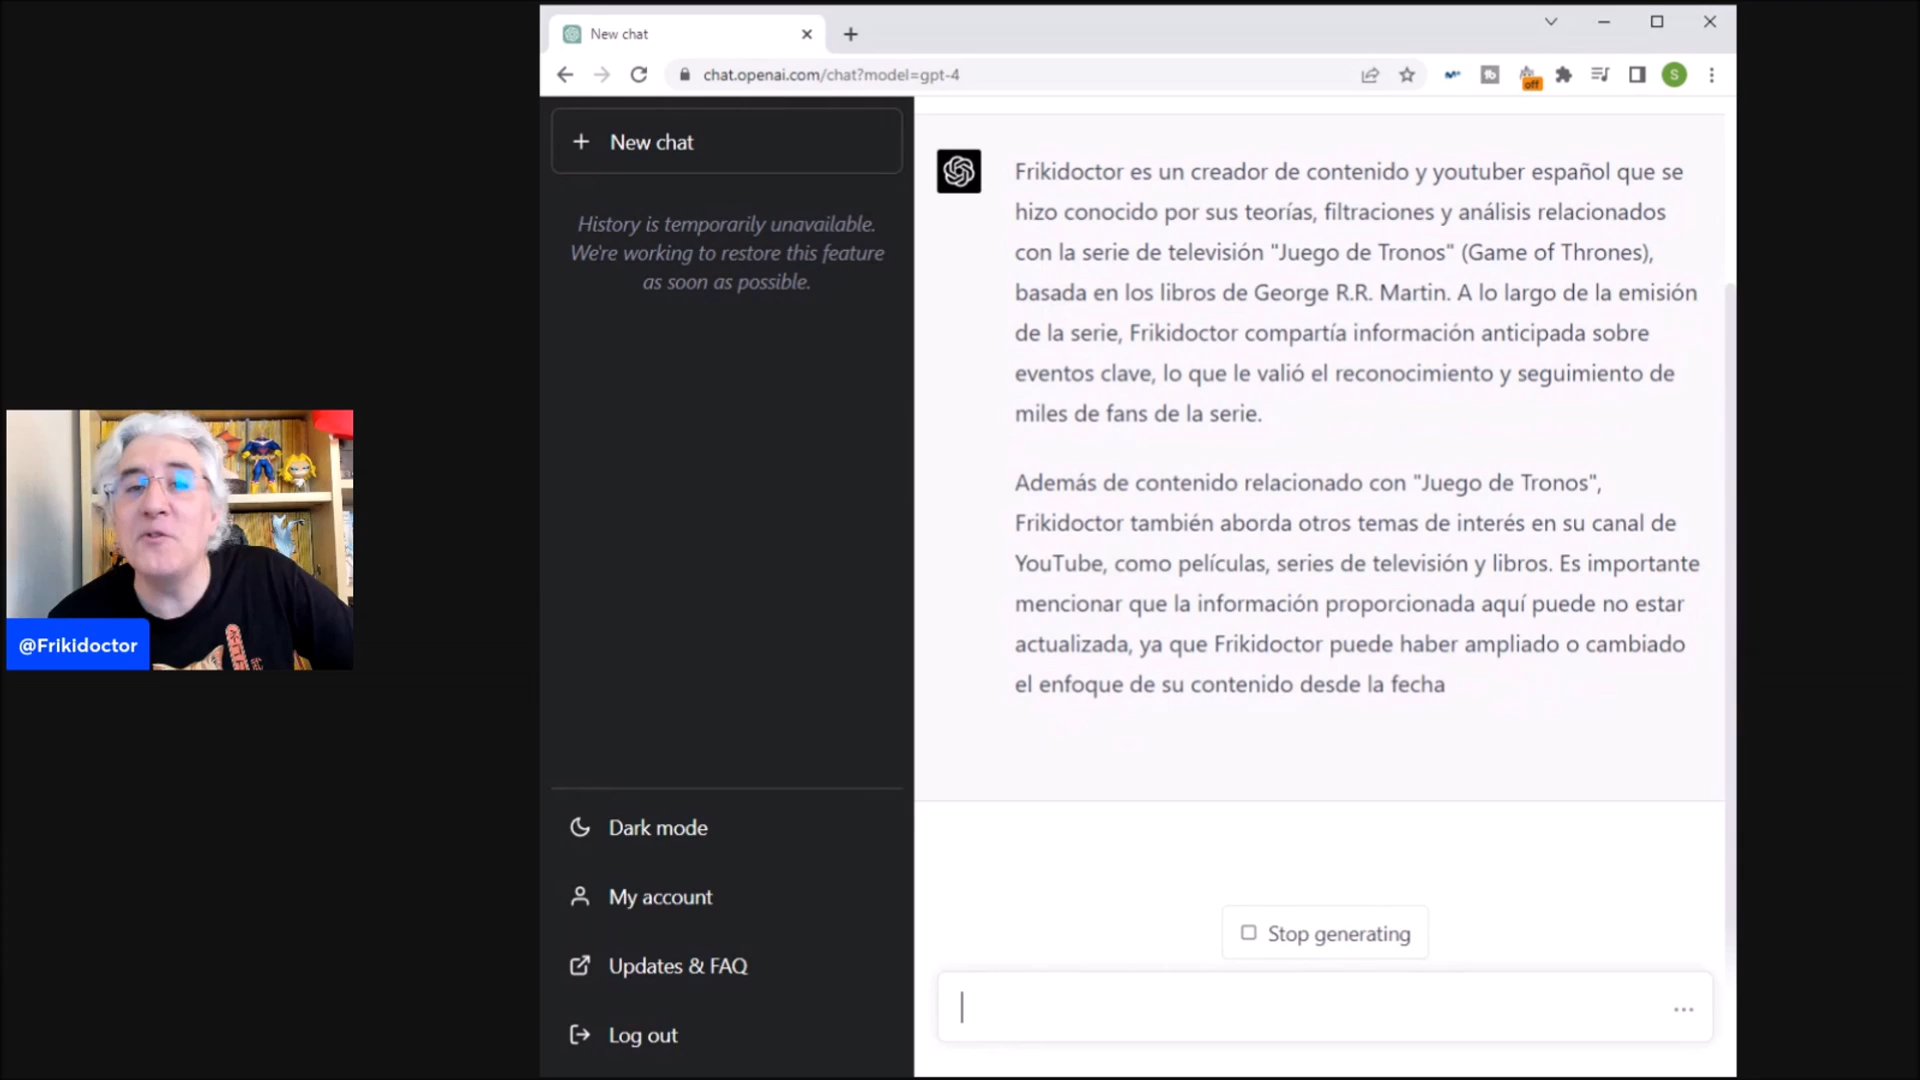 New chat
chat.openai.com/chat?model=gpt-4
off
S
New chat
History is temporarily unavailable.
We're working to restore this feature
as soon as possible.
Frikidoctor es un creador de contenido y youtuber español que se
hizo conocido por sus teorías, filtraciones y análisis relacionados
con la serie de televisión "Juego de Tronos" (Game of Thrones),
basada en los libros de George R.R. Martin. A lo largo de la emisión
de la serie, Frikidoctor compartía información anticipada sobre
eventos clave, lo que le valió el reconocimiento y seguimiento de
miles de fans de la serie.
Además de contenido relacionado con "Juego de Tronos",
Frikidoctor también aborda otros temas de interés en su canal de
YouTube, como películas, series de televisión y libros. Es importante
mencionar que la información proporcionada aquí puede no estar
actualizada, ya que Frikidoctor puede haber ampliado o cambiado
el enfoque de su contenido desde la fecha
@Frikidoctor
Dark mode
My account
Updates & FAQ
Log out
Stop generating